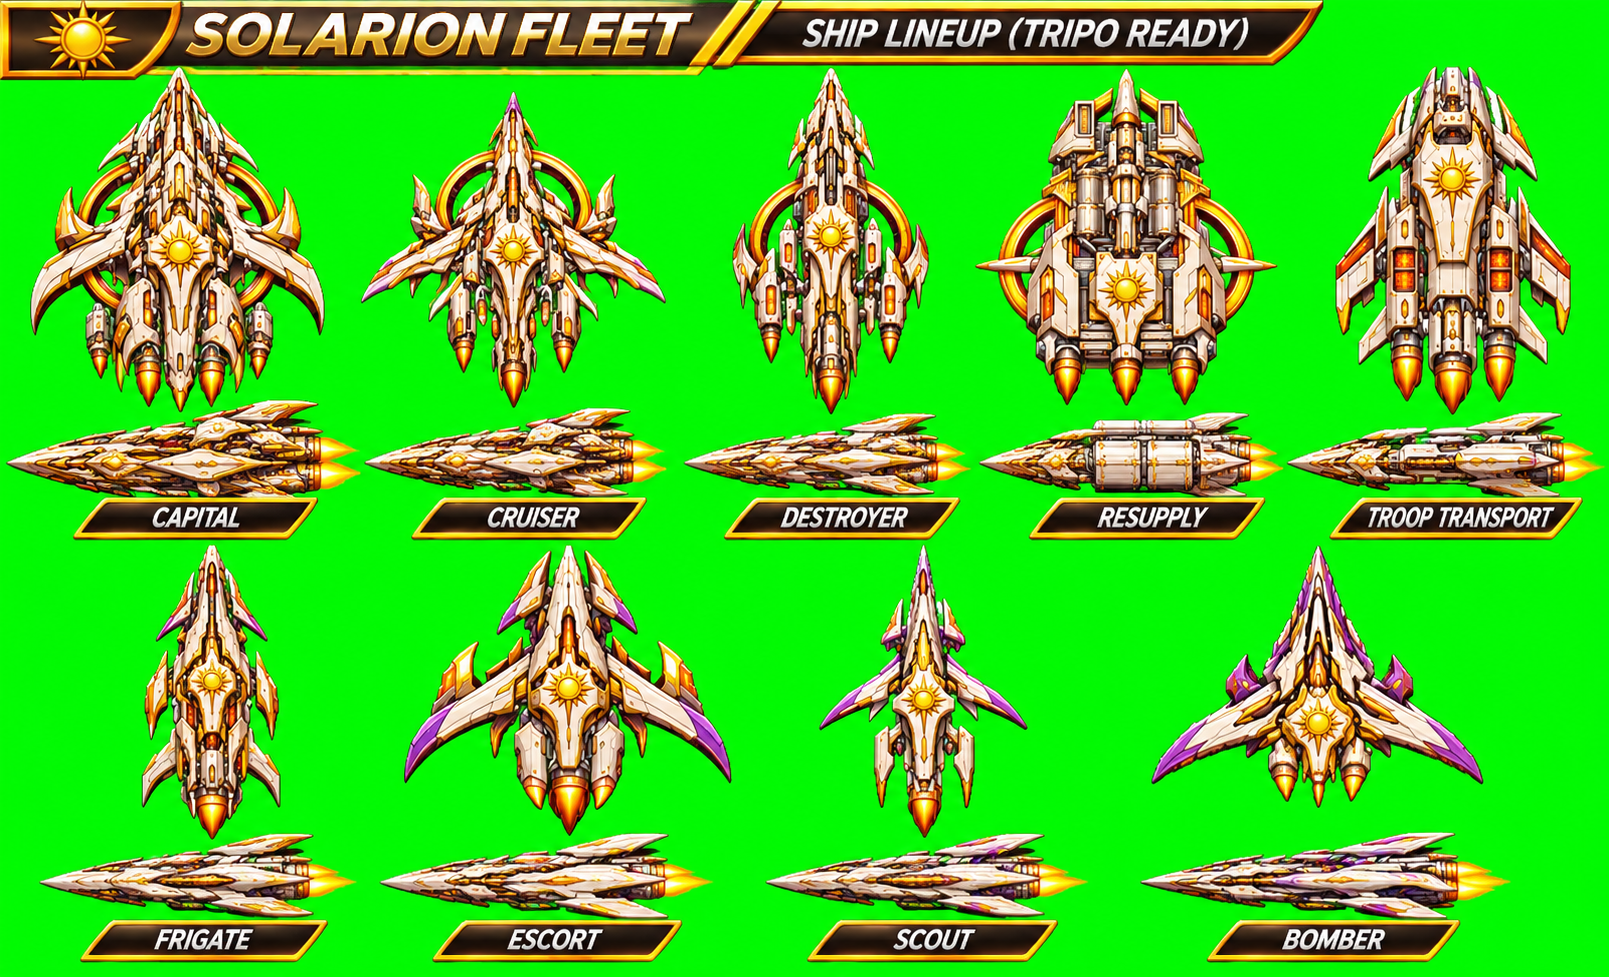 SOLARION FLEET
SHIP LINEUP (TRIPO READY)
CAPITAL
CRUISER
DESTROYER
RESUPPLY
TROOP TRANSPORT
FRIGATE
ESCORT
SCOUT
BOMBER